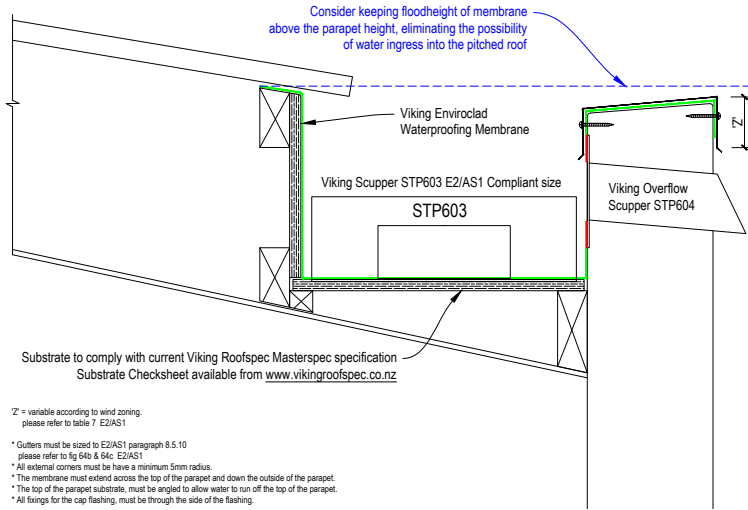 Consider keeping floodheight of membrane
above the parapet height, eliminating the possibility
of water ingress into the pitched roof
Viking Enviroclad
Waterproofing Membrane
'Z'
Viking Scupper STP603 E2/AS1 Compliant size
STP603
Viking Overflow
Scupper STP604
Substrate to comply with current Viking Roofspec Masterspec specification
Substrate Checksheet available from www.vikingroofspec.co.nz
'Z' = variable according to wind zoning.
please refer to table 7 E2/AS1
* Gutters must be sized to E2/AS1 paragraph 8.5.10
please refer to fig 64b & 64c E2/AS1
* All external corners must be have a minimum 5mm radius.
* The membrane must extend across the top of the parapet and down the outside of the parapet.
* The top of the parapet substrate, must be angled to allow water to run off the top of the parapet.
* All fixings for the cap flashing, must be through the side of the flashing.